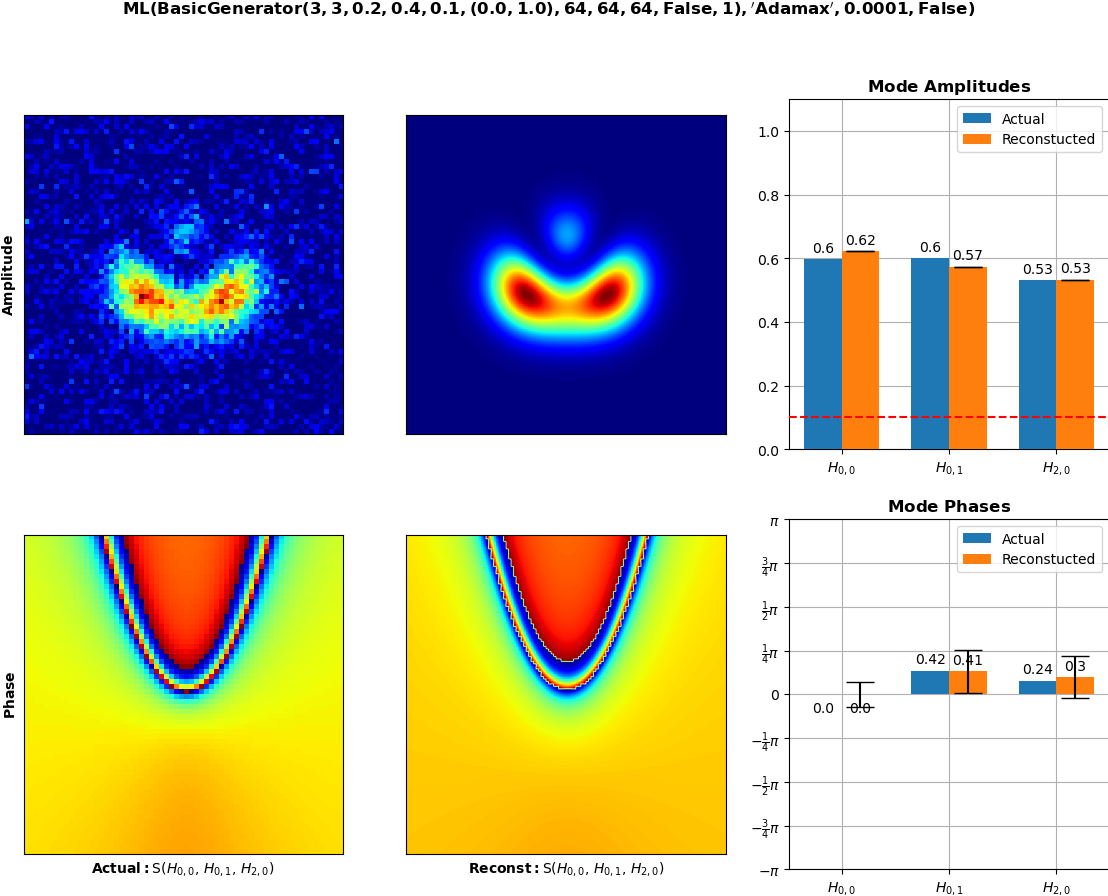 ML(BasicGenerator(3, 3, 0.2, 0.4, 0.1, (0.0, 1.0), 64, 64, 64, False, 1), 'Adamax', 0.0001, False)
Amplitude
Mode Amplitudes
Actual
Reconstucted
1.0
0.8
0.6
0.4
0.2
0.0
0.6
0.62
0.6
0.57
0.53
0.53
H0,0
H0,1
H2,0
Phase
Actual: S(H0,0, H0,1, H2,0)
Reconst: S(H0,0, H0,1, H2,0)
Mode Phases
Actual
Reconstucted
π
3/4π
1/2π
1/4π
0
−1/4π
−1/2π
−3/4π
−π
0.0
0.0
0.42
0.41
0.24
0.3
H0,0
H0,1
H2,0